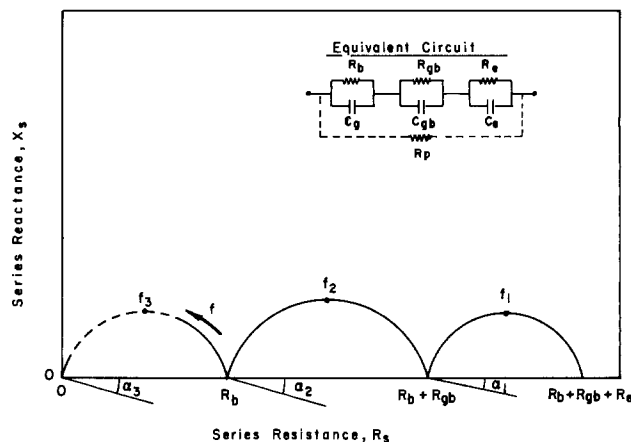 Equivalent Circuit
Rb Rgb Re
Cg Cgb Ce
Rp
Series Reactance, Xs
f3 f f2 f1
α3 α2 α1
0
0 Rb Rb + Rgb Rb + Rgb + Re
Series Resistance, Rs